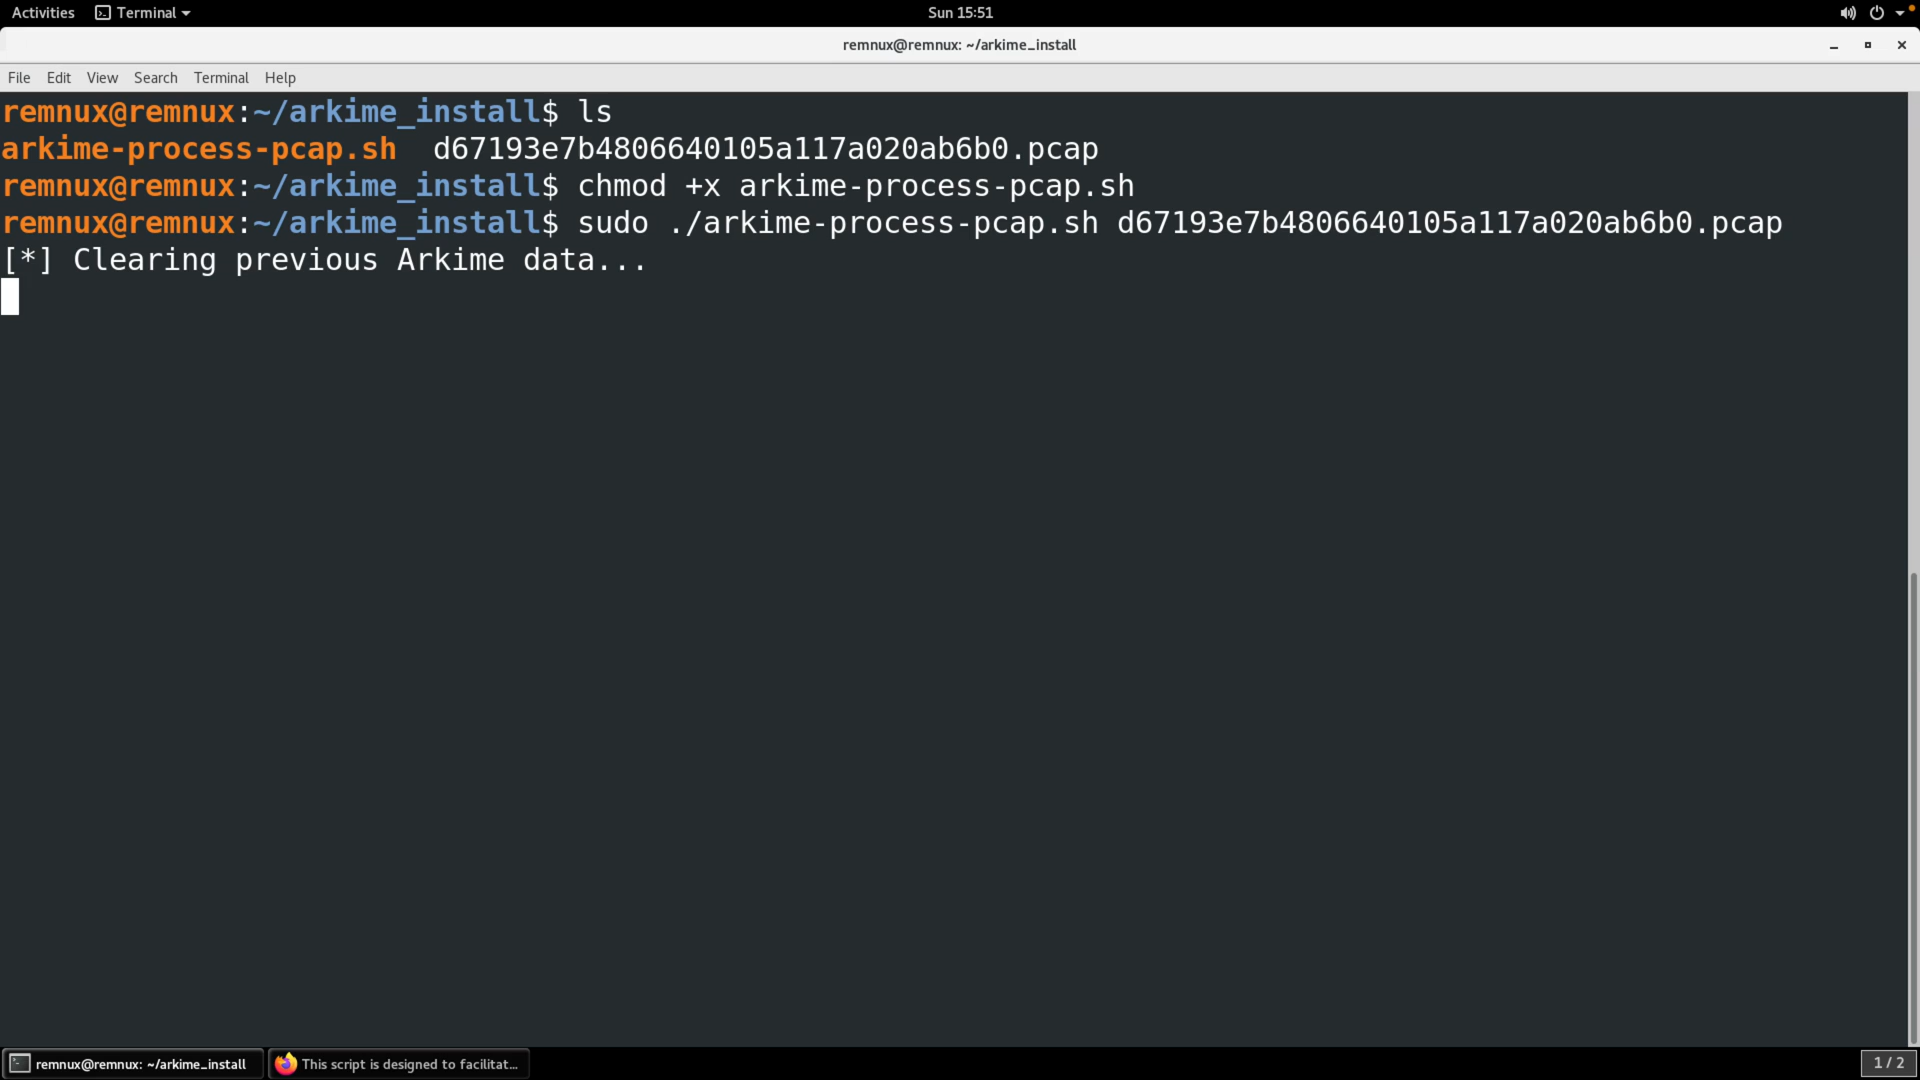 Activities Terminal Sun 15:51
remnux@remnux: ~/arkime_install
File Edit View Search Terminal Help
remnux@remnux:~/arkime_install$ ls
arkime-process-pcap.sh d67193e7b4806640105a117a020ab6b0.pcap
remnux@remnux:~/arkime_install$ chmod +x arkime-process-pcap.sh
remnux@remnux:~/arkime_install$ sudo ./arkime-process-pcap.sh d67193e7b4806640105a117a020ab6b0.pcap
[*] Clearing previous Arkime data...
remnux@remnux: ~/arkime_install This script is designed to facilitat... 1 / 2